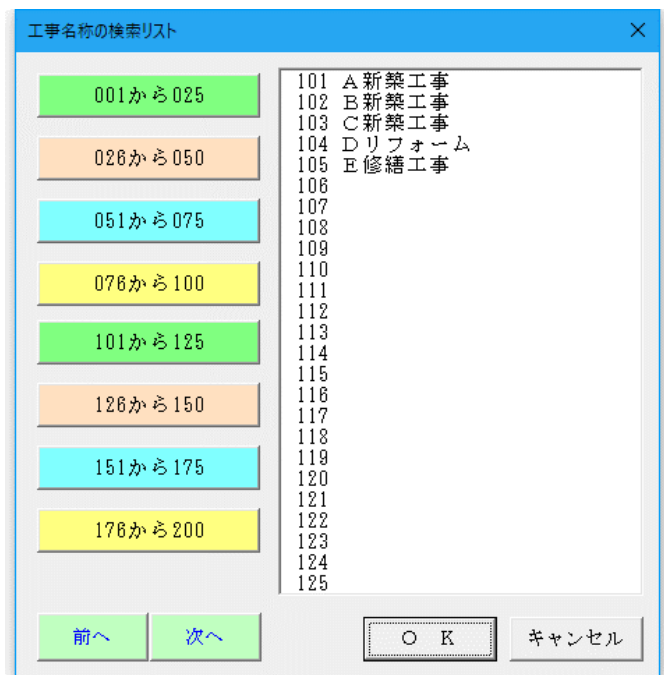 工事名称の検索リスト
001から025
026から050
051から075
076から100
101から125
126から150
151から175
176から200
前へ
次へ
101 A新築工事
102 B新築工事
103 C新築工事
104 Dリフォーム
105 E修繕工事
106
107
108
109
110
111
112
113
114
115
116
117
118
119
120
121
122
123
124
125
O K
キャンセル